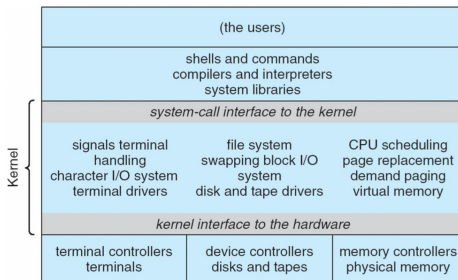 (the users)
shells and commands
compilers and interpreters
system libraries
system-call interface to the kernel
Kernel
signals terminal
handling
character I/O system
terminal drivers
file system
swapping block I/O
system
disk and tape drivers
CPU scheduling
page replacement
demand paging
virtual memory
kernel interface to the hardware
terminal controllers
terminals
device controllers
disks and tapes
memory controllers
physical memory